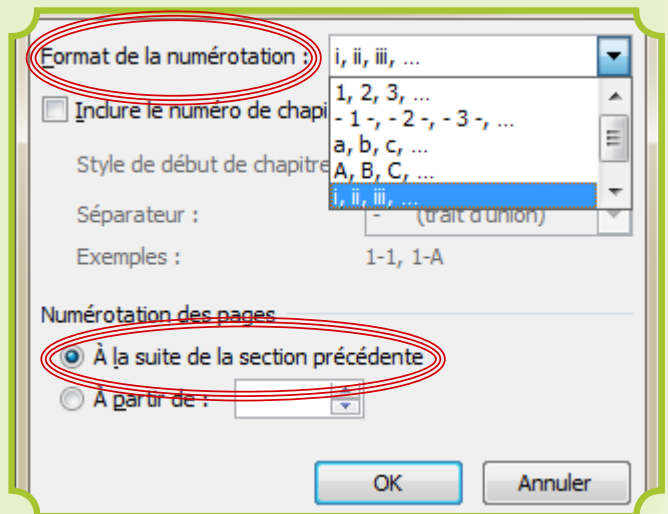 Format de la numérotation : i, ii, iii, ...
1, 2, 3, ...
Inclure le numéro de chapi - 1 -, - 2 -, - 3 -, ...
a, b, c, ...
Style de début de chapitre A, B, C, ...
i, ii, iii, ...
Séparateur : - (trait d'union)
Exemples : 1-1, 1-A
Numérotation des pages
À la suite de la section précédente
À partir de :
OK Annuler